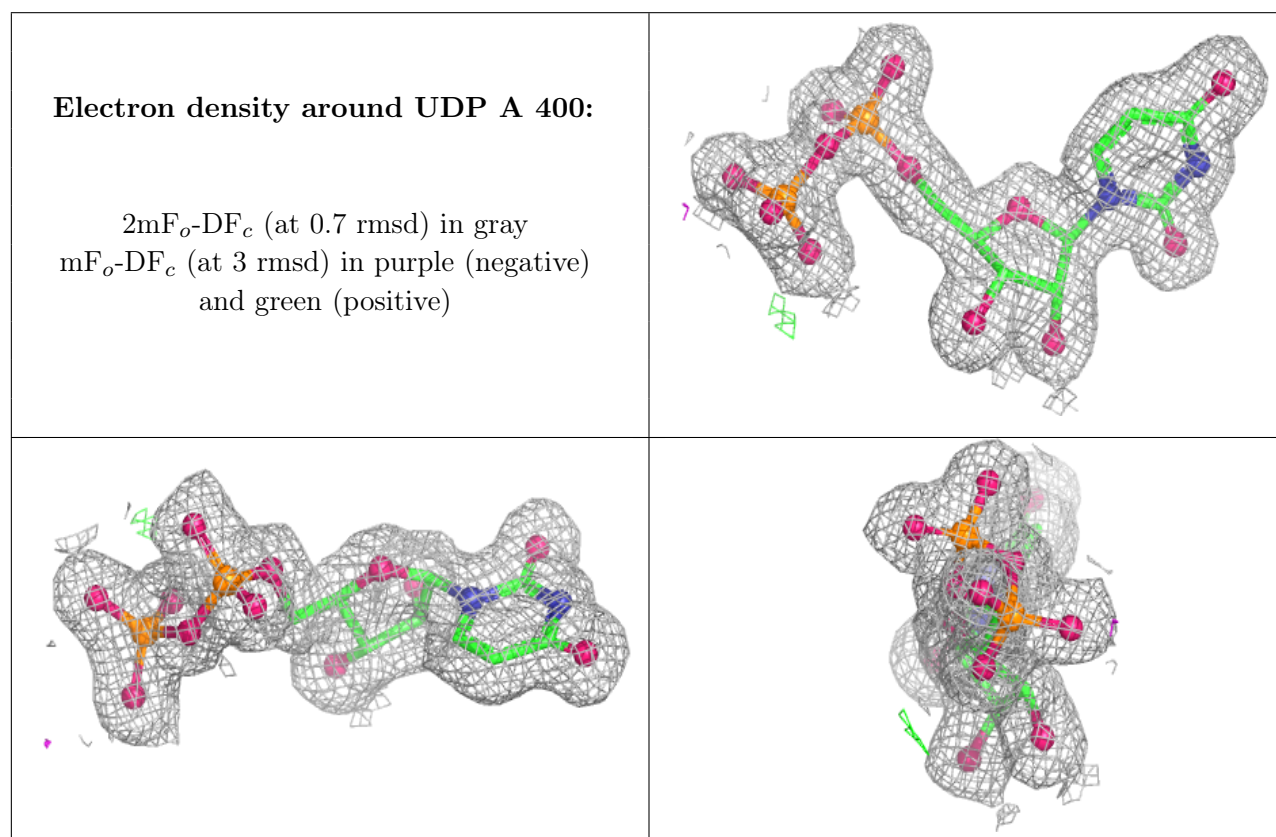 Electron density around UDP A 400:
2mFo-DFc (at 0.7 rmsd) in gray
mFo-DFc (at 3 rmsd) in purple (negative)
and green (positive)